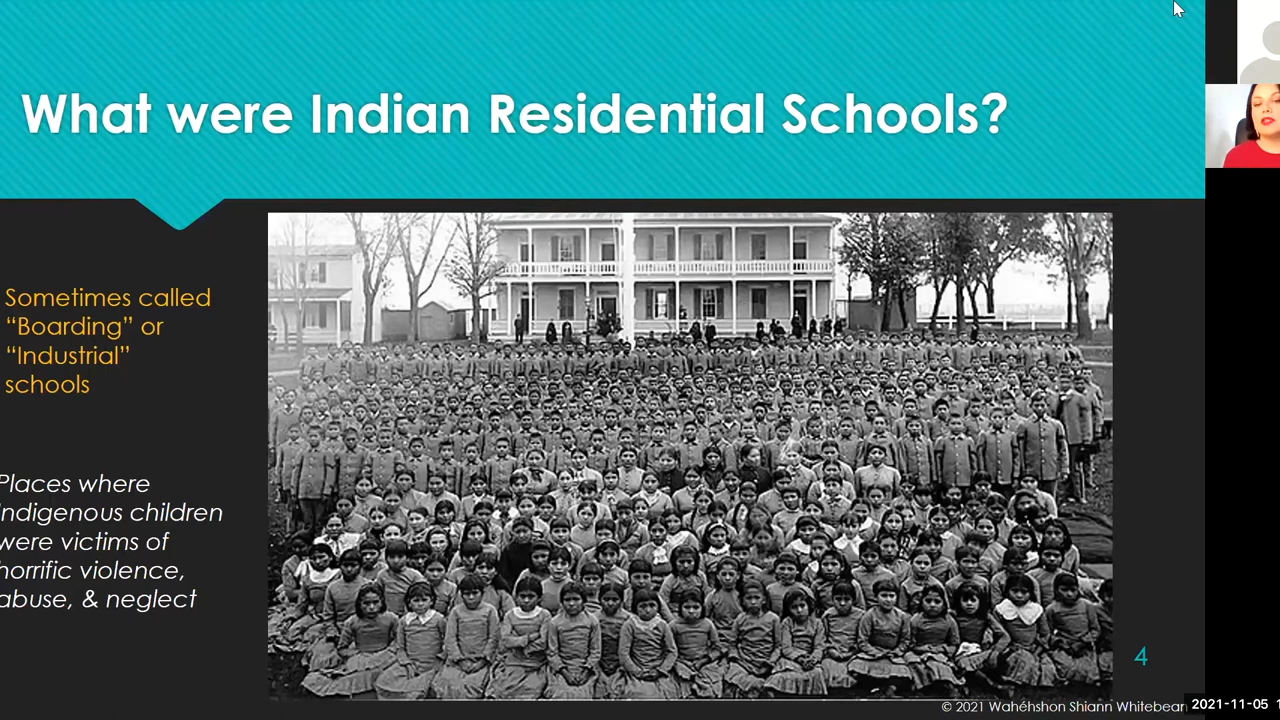 What were Indian Residential Schools?
Sometimes called
“Boarding” or
“Industrial”
schools
Places where
Indigenous children
were victims of
horrific violence,
abuse, & neglect
4
© 2021 Wahéhshon Shiann Whitebean
2021-11-05